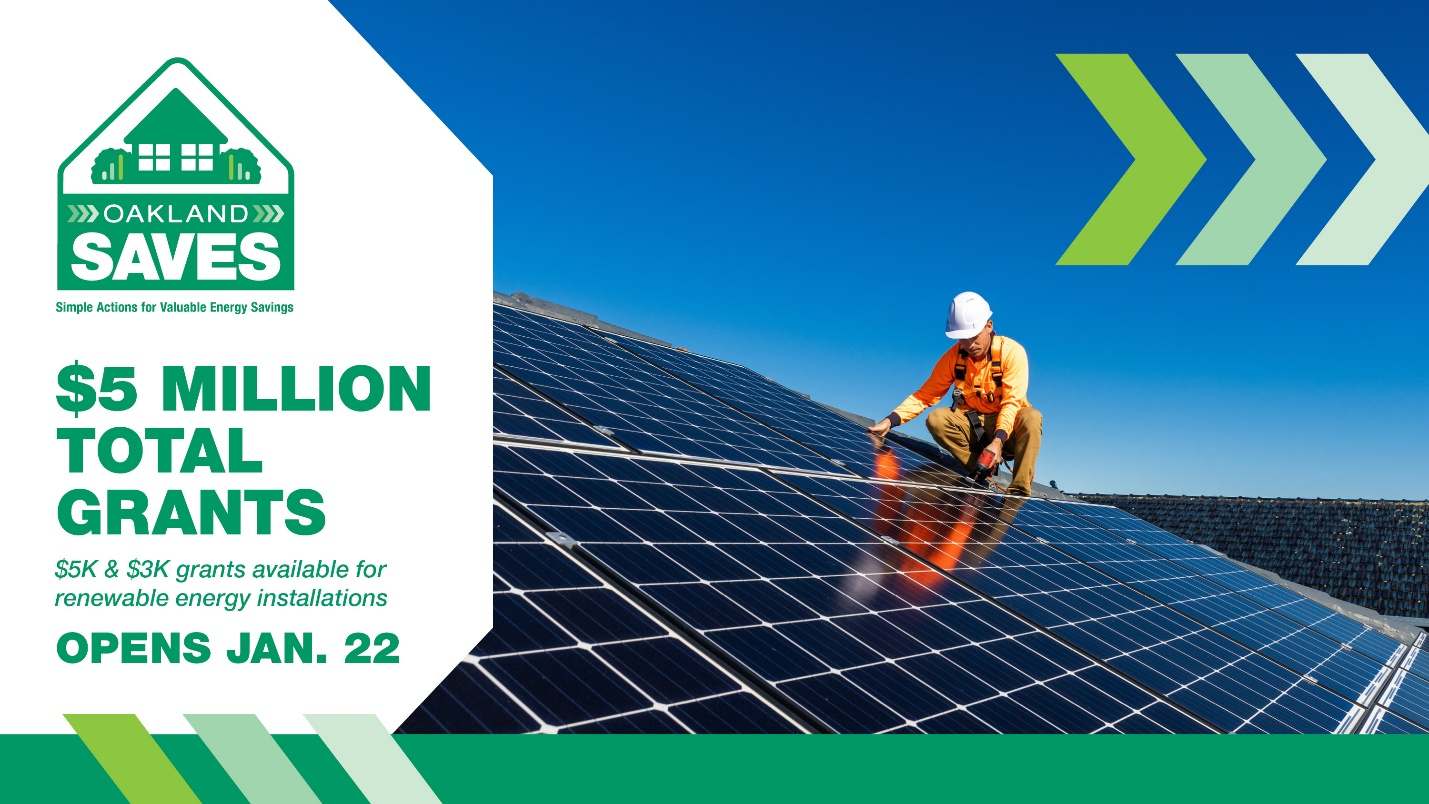 OAKLAND
SAVES
Simple Actions for Valuable Energy Savings
$5 MILLION
TOTAL
GRANTS
$5K & $3K grants available for
renewable energy installations
OPENS JAN. 22